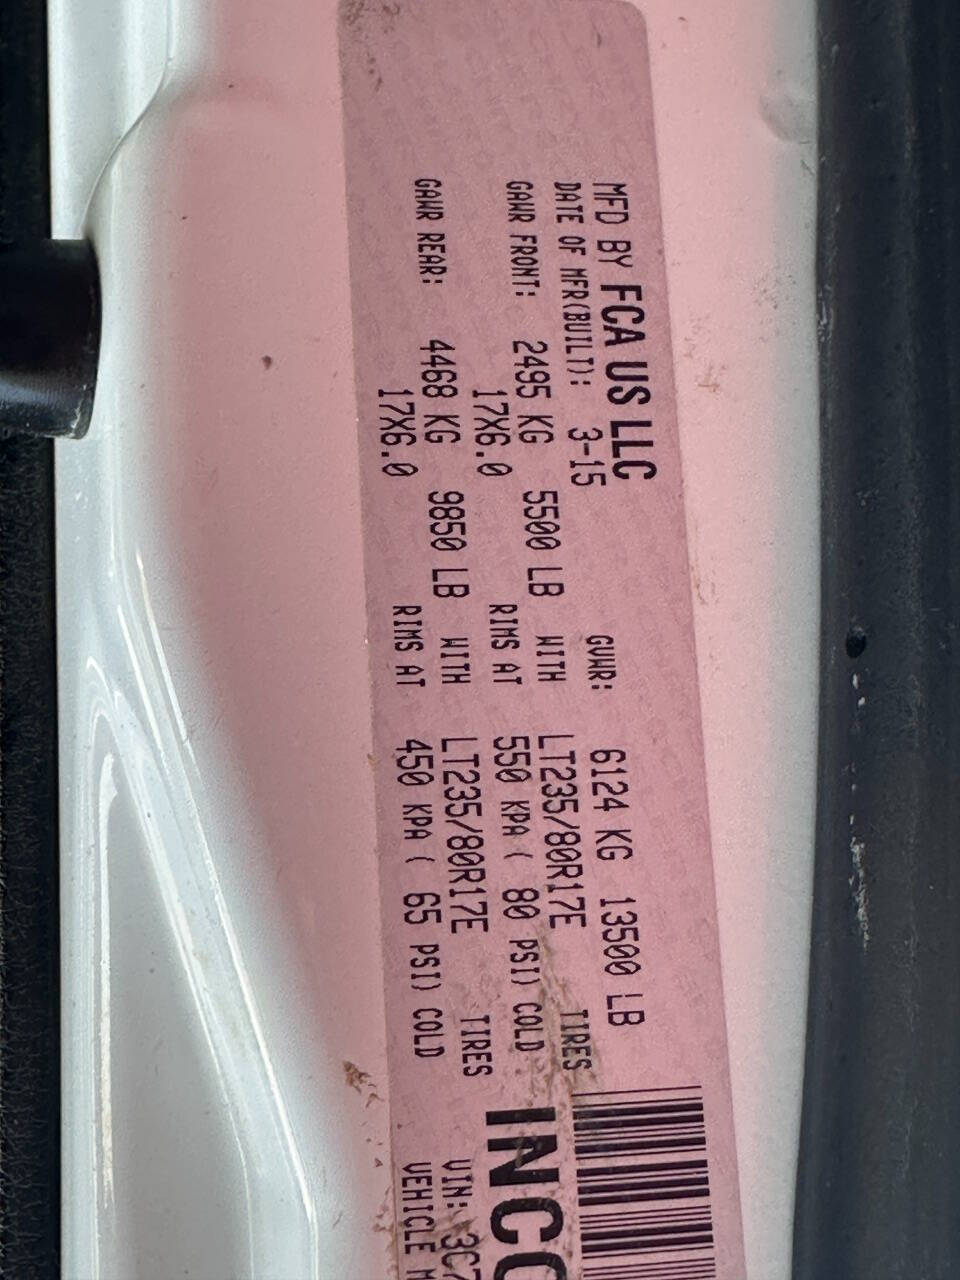 MFD BY FCA US LLC
DATE OF MFR(BUILT): 3-15 GVWR: 6124 KG 13500 LB
GAWR FRONT: 2495 KG 5500 LB WITH LT235/80R17E TIRES
17X6.0 RIMS AT 550 KPA ( 80 PSI) COLD
GAWR REAR: 4468 KG 9850 LB WITH LT235/80R17E TIRES
17X6.0 RIMS AT 450 KPA ( 65 PSI) COLD
INC
VIN: 3C7
VEHICLE M